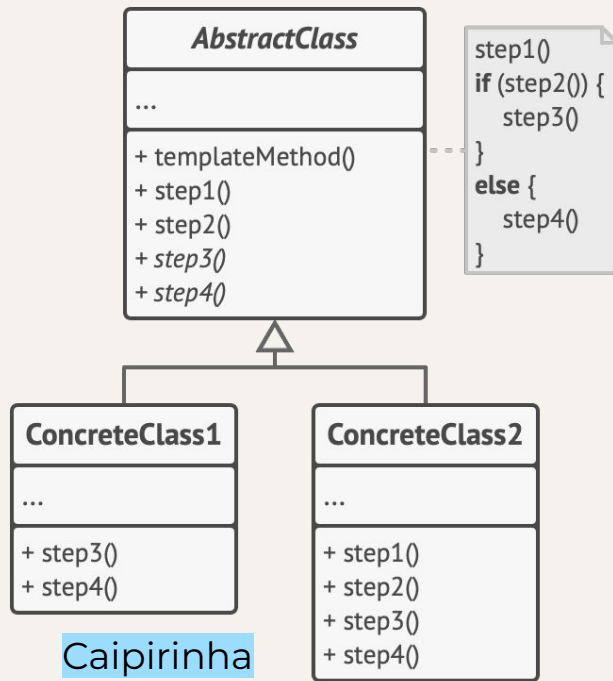 AbstractClass
...
+ templateMethod()
+ step1()
+ step2()
+ step3()
+ step4()
step1()
if (step2()) {
step3()
}
else {
step4()
}
ConcreteClass1
...
+ step3()
+ step4()
ConcreteClass2
...
+ step1()
+ step2()
+ step3()
+ step4()
Caipirinha